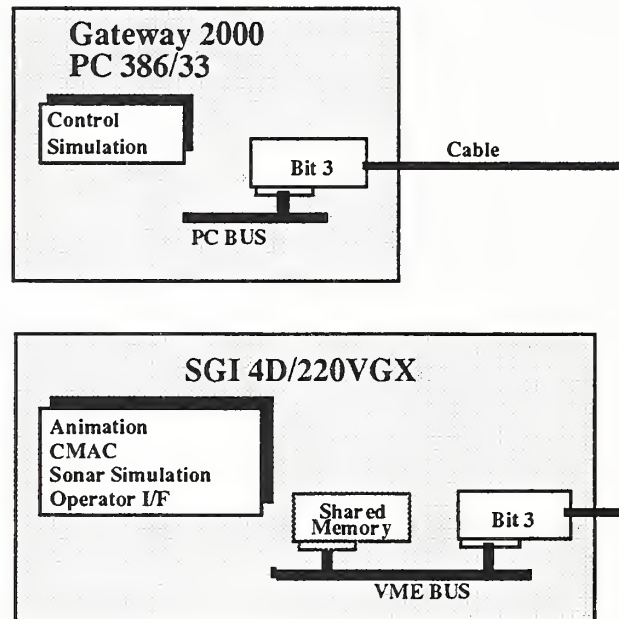 Gateway 2000
PC 386/33
Control
Simulation
Bit 3
Cable
PC BUS
SGI 4D/220VGX
Animation
CMAC
Sonar Simulation
Operator I/F
Shared
Memory
Bit 3
VME BUS